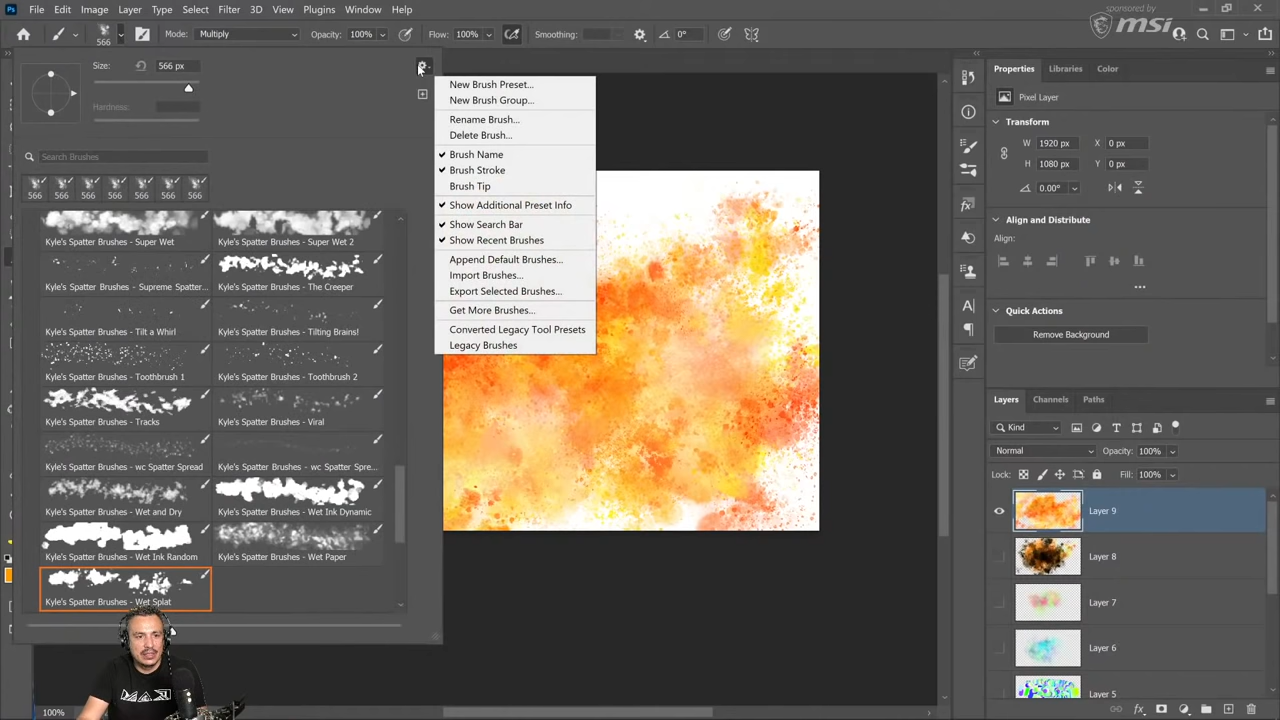 sponsored by
msi
Ps File Edit Image Layer Type Select Filter 3D View Plugins Window Help
566 Mode: Multiply Opacity: 100% Flow: 100% Smoothing: 0°
Size: 566 px
Hardness:
Search Brushes
566 566 566 566 566 566 566
Kyle's Spatter Brushes - Super Wet Kyle's Spatter Brushes - Super Wet 2
Kyle's Spatter Brushes - Supreme Spatter... Kyle's Spatter Brushes - The Creeper
Kyle's Spatter Brushes - Tilt a Whirl Kyle's Spatter Brushes - Tilting Brains!
Kyle's Spatter Brushes - Toothbrush 1 Kyle's Spatter Brushes - Toothbrush 2
Kyle's Spatter Brushes - Tracks Kyle's Spatter Brushes - Viral
Kyle's Spatter Brushes - wc Spatter Spread Kyle's Spatter Brushes - wc Spatter Spre...
Kyle's Spatter Brushes - Wet and Dry Kyle's Spatter Brushes - Wet Ink Dynamic
Kyle's Spatter Brushes - Wet Ink Random Kyle's Spatter Brushes - Wet Paper
Kyle's Spatter Brushes - Wet Splat
New Brush Preset...
New Brush Group...
Rename Brush...
Delete Brush...
Brush Name
Brush Stroke
Brush Tip
Show Additional Preset Info
Show Search Bar
Show Recent Brushes
Append Default Brushes...
Import Brushes...
Export Selected Brushes...
Get More Brushes...
Converted Legacy Tool Presets
Legacy Brushes
Properties Libraries Color
Pixel Layer
Transform
W 1920 px X 0 px
H 1080 px Y 0 px
0.00°
Align and Distribute
Align:
Quick Actions
Remove Background
Layers Channels Paths
Kind
Normal Opacity: 100%
Lock: Fill: 100%
Layer 9
Layer 8
Layer 7
Layer 6
Layer 5
100%